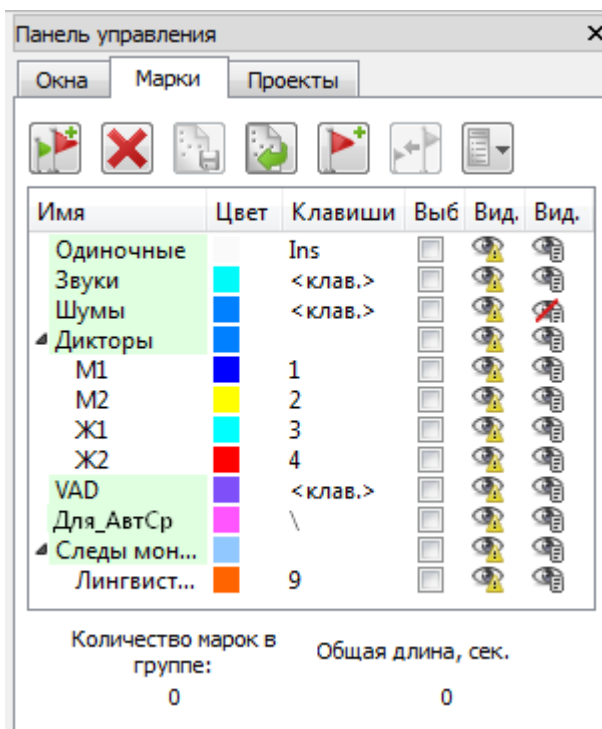 Панель управления
Окна Марки Проекты
Имя Цвет Клавиши Выб Вид. Вид.
Одиночные Ins
Звуки <клав.>
Шумы <клав.>
Дикторы
М1 1
М2 2
Ж1 3
Ж2 4
VAD <клав.>
Для_АвтСр \
Следы мон...
Лингвист... 9
Количество марок в
группе:
Общая длина, сек.
0 0